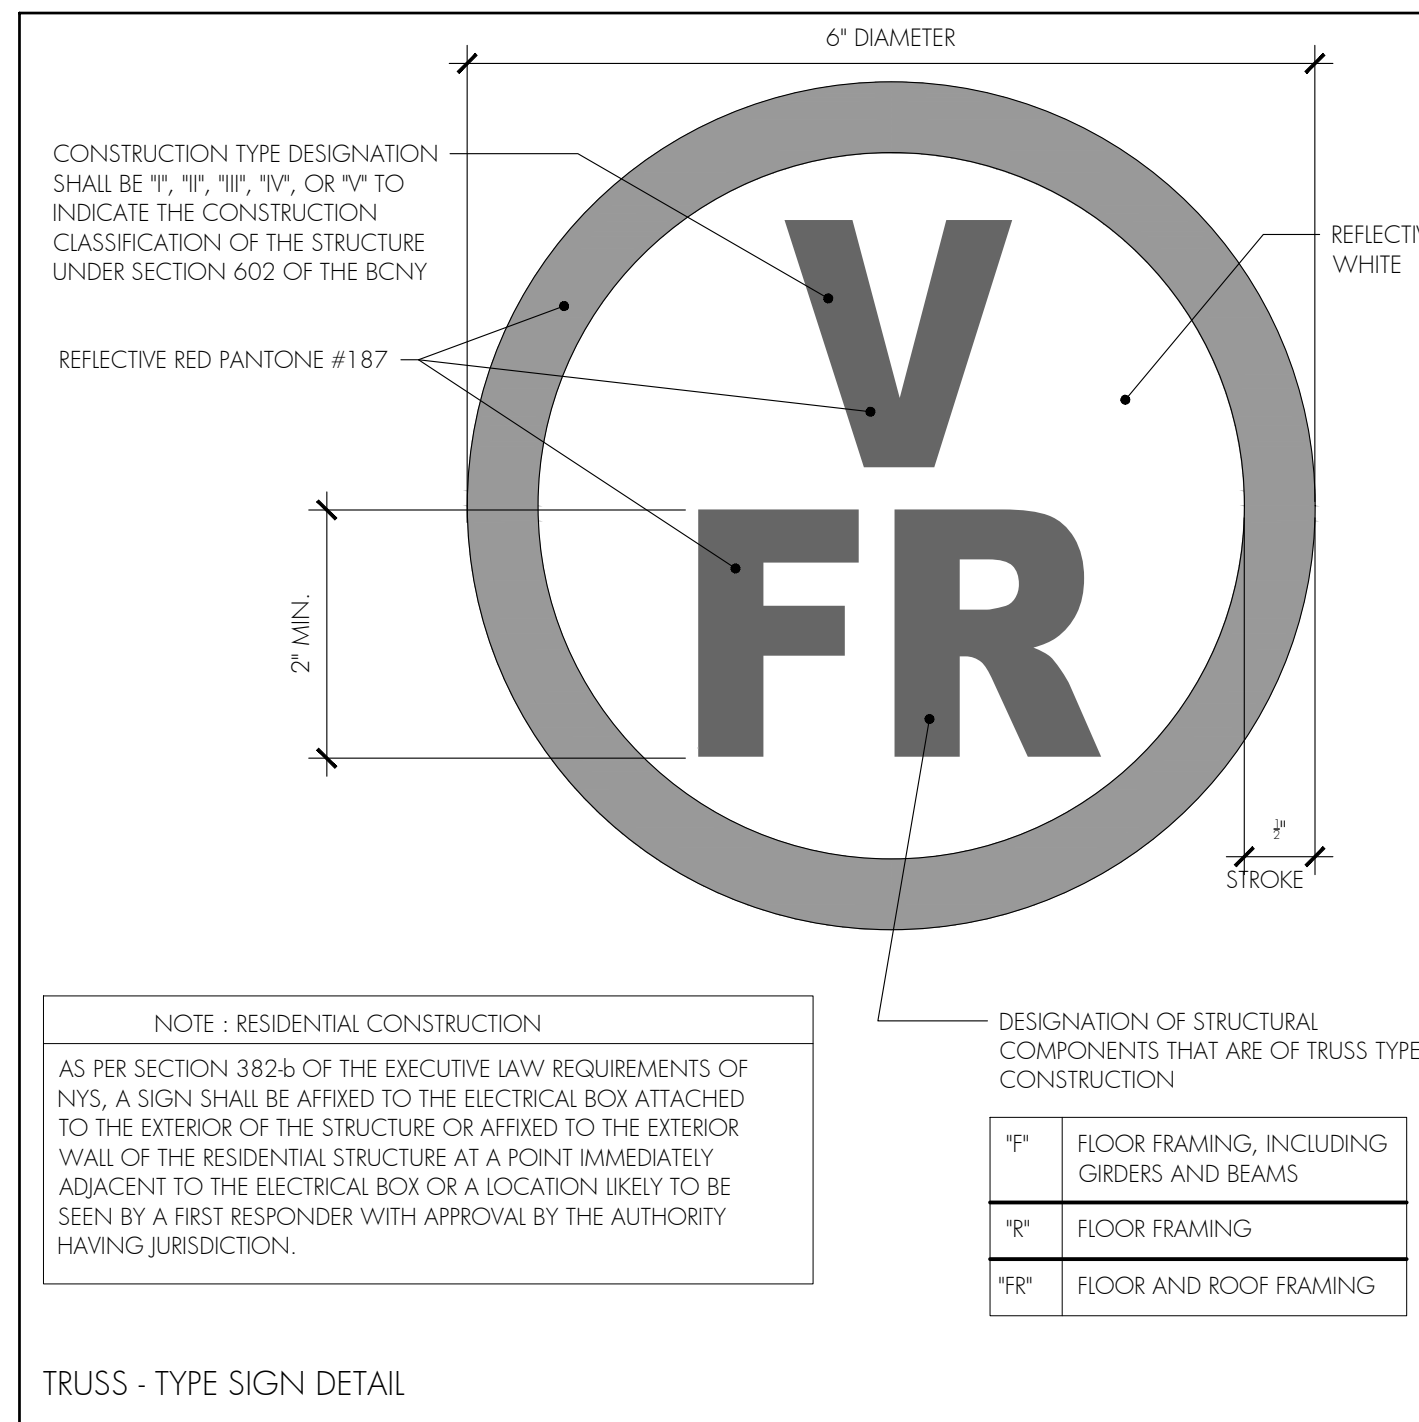 6" DIAMETER
CONSTRUCTION TYPE DESIGNATION
SHALL BE "I", "II", "III", "IV", OR "V" TO
INDICATE THE CONSTRUCTION
CLASSIFICATION OF THE STRUCTURE
UNDER SECTION 602 OF THE BCNY
REFLECTIVE RED PANTONE #187
V
FR
WHITE
2" MIN.
½"
STROKE
NOTE : RESIDENTIAL CONSTRUCTION
AS PER SECTION 382-b OF THE EXECUTIVE LAW REQUIREMENTS OF
NYS, A SIGN SHALL BE AFFIXED TO THE ELECTRICAL BOX ATTACHED
TO THE EXTERIOR OF THE STRUCTURE OR AFFIXED TO THE EXTERIOR
WALL OF THE RESIDENTIAL STRUCTURE AT A POINT IMMEDIATELY
ADJACENT TO THE ELECTRICAL BOX OR A LOCATION LIKELY TO BE
SEEN BY A FIRST RESPONDER WITH APPROVAL BY THE AUTHORITY
HAVING JURISDICTION.
DESIGNATION OF STRUCTURAL
COMPONENTS THAT ARE OF TRUSS TYPE
CONSTRUCTION
"F" FLOOR FRAMING, INCLUDING
GIRDERS AND BEAMS
"R" FLOOR FRAMING
"FR" FLOOR AND ROOF FRAMING
TRUSS - TYPE SIGN DETAIL